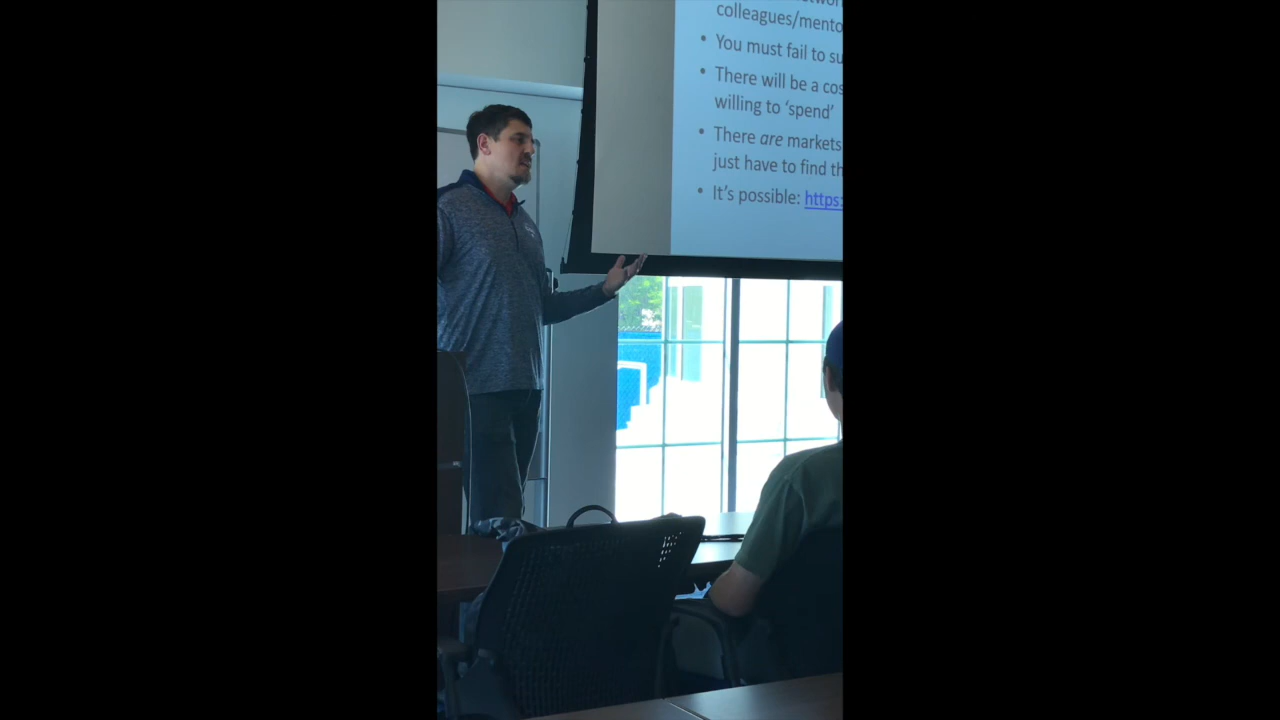 colleagues/mento
• You must fail to su
• There will be a cos
willing to ‘spend’
• There are markets
just have to find th
• It’s possible: https: